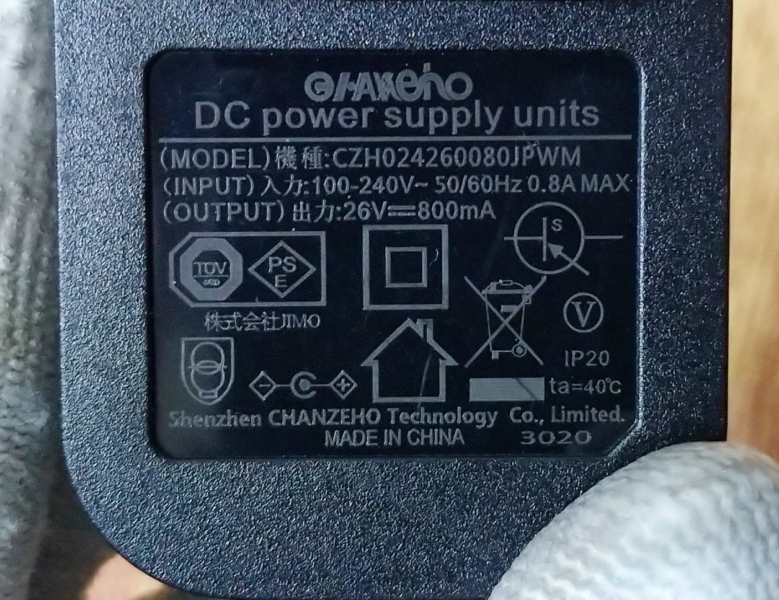 CHANZEHO
DC power supply units
(MODEL)機種:CZH024260080JPWM
(INPUT)入力:100-240V~ 50/60Hz 0.8A MAX
(OUTPUT)出力:26V⎓800mA
S
TÜV
PS
E
株式会社JIMO
V
IP20
ta=40℃
Shenzhen CHANZEHO Technology Co., Limited.
MADE IN CHINA 3020